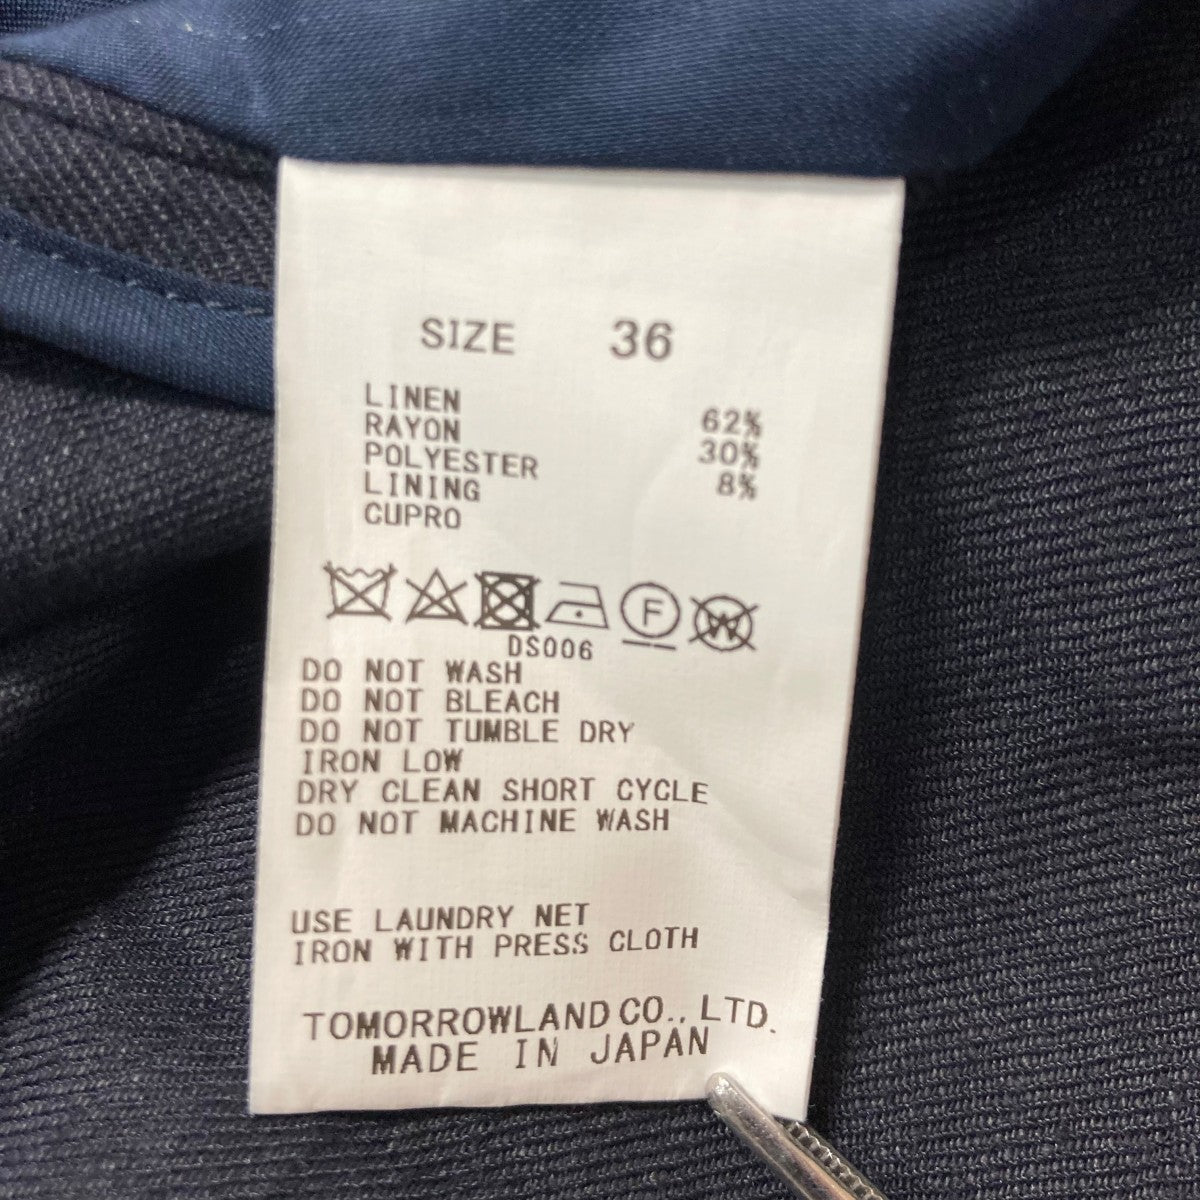 SIZE 36
LINEN 62%
RAYON 30%
POLYESTER 8%
LINING
CUPRO
F W
DS006
DO NOT WASH
DO NOT BLEACH
DO NOT TUMBLE DRY
IRON LOW
DRY CLEAN SHORT CYCLE
DO NOT MACHINE WASH
USE LAUNDRY NET
IRON WITH PRESS CLOTH
TOMORROWLAND CO., LTD.
MADE IN JAPAN